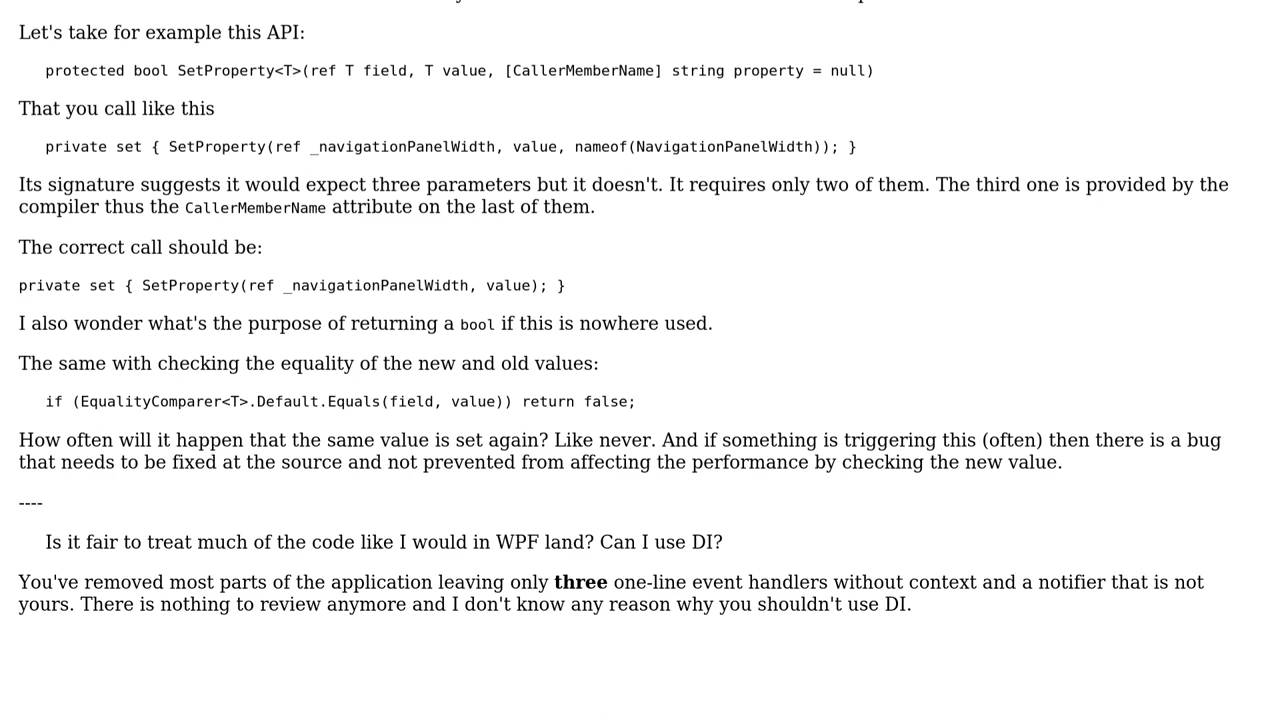 Let's take for example this API:
protected bool SetProperty<T>(ref T field, T value, [CallerMemberName] string property = null)
That you call like this
private set { SetProperty(ref _navigationPanelWidth, value, nameof(NavigationPanelWidth)); }
Its signature suggests it would expect three parameters but it doesn't. It requires only two of them. The third one is provided by the
compiler thus the CallerMemberName attribute on the last of them.
The correct call should be:
private set { SetProperty(ref _navigationPanelWidth, value); }
I also wonder what's the purpose of returning a bool if this is nowhere used.
The same with checking the equality of the new and old values:
if (EqualityComparer<T>.Default.Equals(field, value)) return false;
How often will it happen that the same value is set again? Like never. And if something is triggering this (often) then there is a bug
that needs to be fixed at the source and not prevented from affecting the performance by checking the new value.
----
Is it fair to treat much of the code like I would in WPF land? Can I use DI?
You've removed most parts of the application leaving only three one-line event handlers without context and a notifier that is not
yours. There is nothing to review anymore and I don't know any reason why you shouldn't use DI.